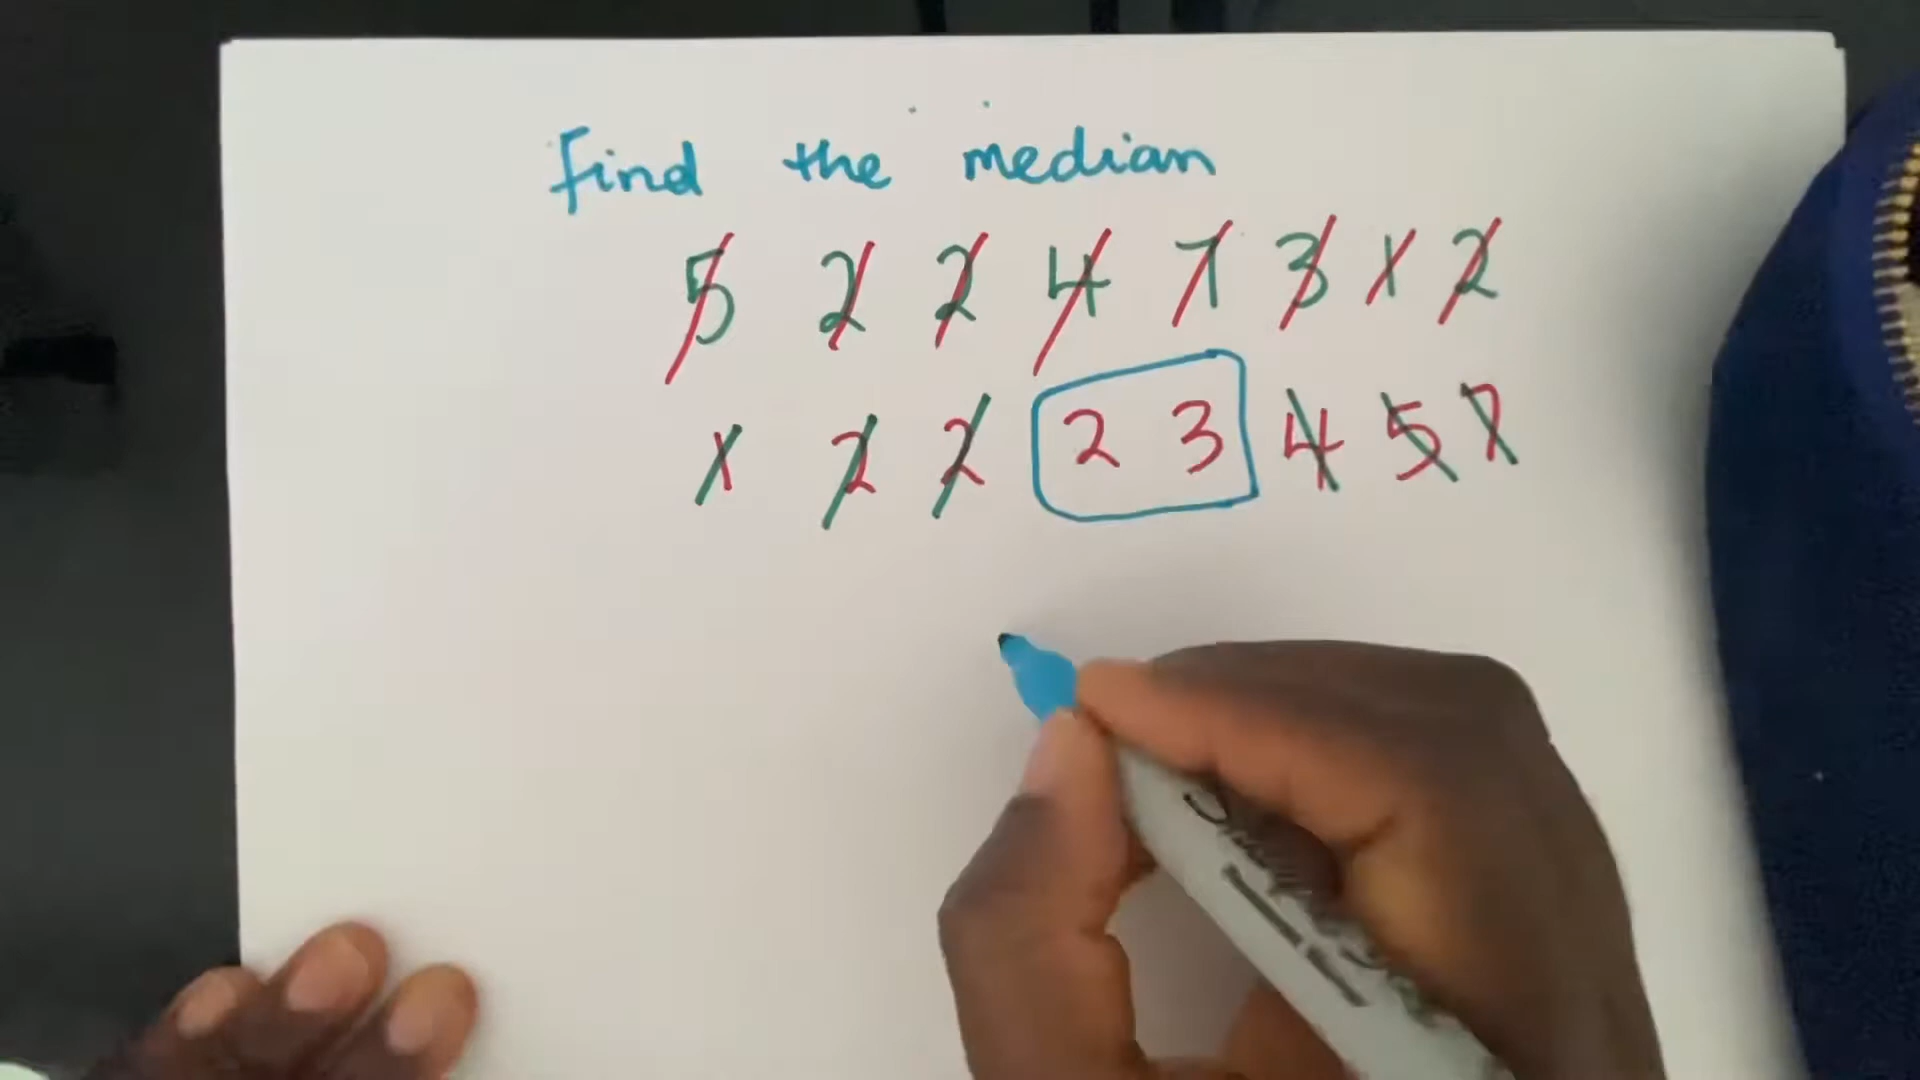 Find the median
5 2 2 4 7 3 1 2
1 2 2 2 3 4 5 7